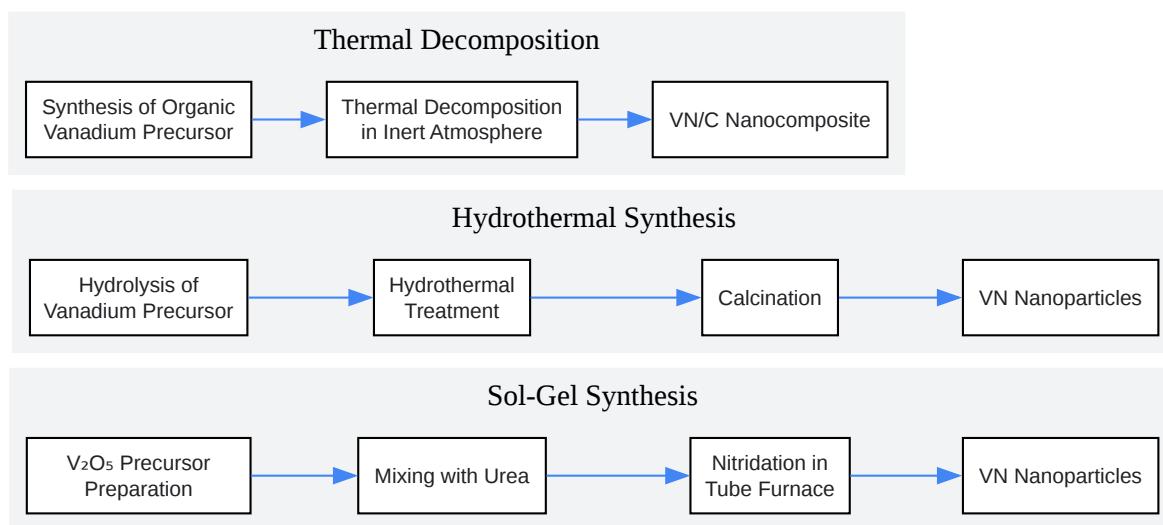 Thermal Decomposition
Synthesis of Organic
Vanadium Precursor
Thermal Decomposition
in Inert Atmosphere
VN/C Nanocomposite
Hydrothermal Synthesis
Hydrolysis of
Vanadium Precursor
Hydrothermal
Treatment
Calcination
VN Nanoparticles
Sol-Gel Synthesis
V₂O₅ Precursor
Preparation
Mixing with Urea
Nitridation in
Tube Furnace
VN Nanoparticles